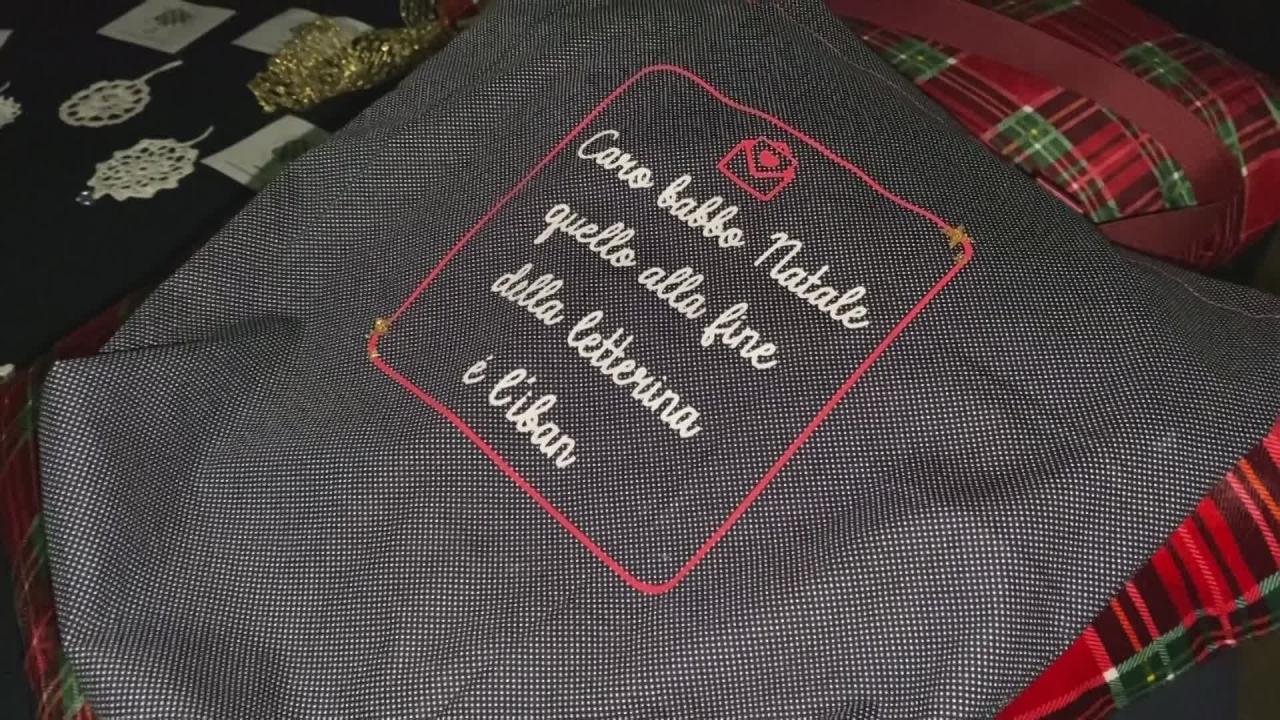 Caro babbo Natale
quello alla fine
della letterina
è l'iban